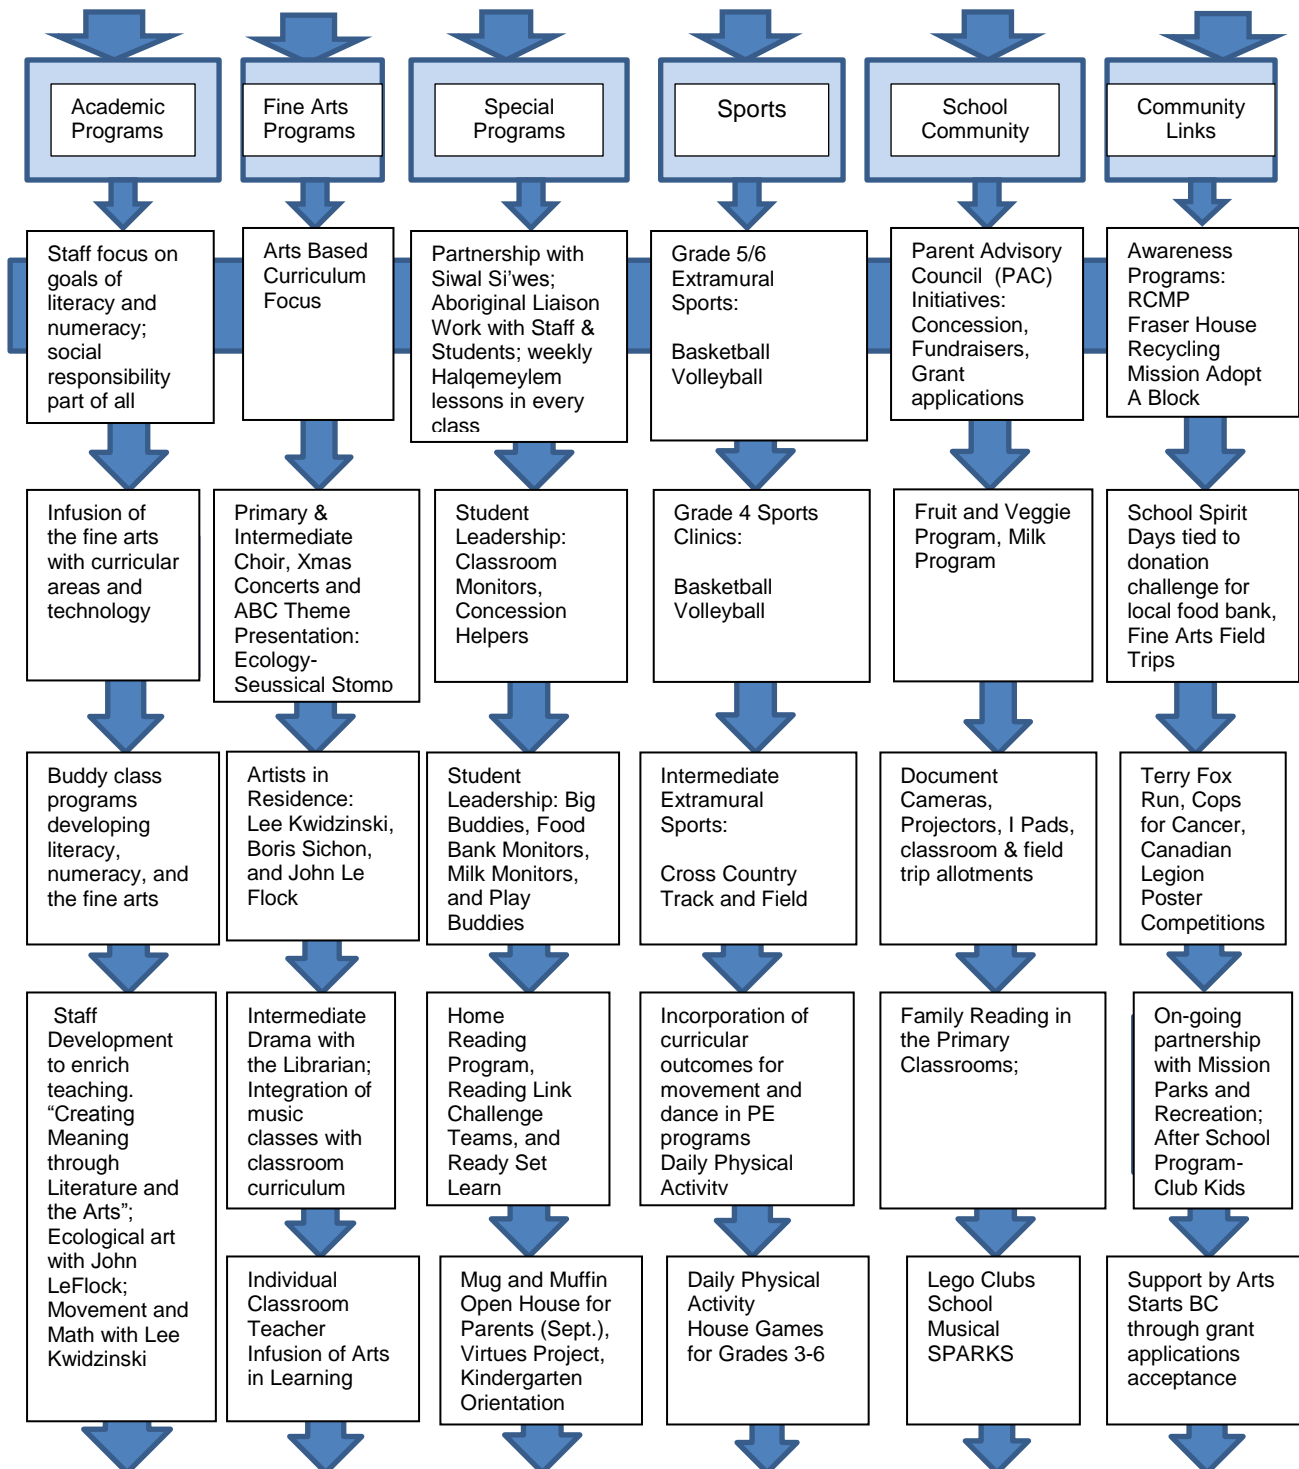 Academic
Programs
Fine Arts
Programs
Special
Programs
Sports
School
Community
Community
Links
Staff focus on
goals of
literacy and
numeracy;
social
responsibility
part of all
Arts Based
Curriculum
Focus
Partnership with
Siwal Si’wes;
Aboriginal Liaison
Work with Staff &
Students; weekly
Halqemeylem
lessons in every
class
Grade 5/6
Extramural
Sports:
Basketball
Volleyball
Parent Advisory
Council (PAC)
Initiatives:
Concession,
Fundraisers,
Grant
applications
Awareness
Programs:
RCMP
Fraser House
Recycling
Mission Adopt
A Block
Infusion of
the fine arts
with curricular
areas and
technology
Primary &
Intermediate
Choir, Xmas
Concerts and
ABC Theme
Presentation:
Ecology-
Seussical Stomp
Student
Leadership:
Classroom
Monitors,
Concession
Helpers
Grade 4 Sports
Clinics:
Basketball
Volleyball
Fruit and Veggie
Program, Milk
Program
School Spirit
Days tied to
donation
challenge for
local food bank,
Fine Arts Field
Trips
Buddy class
programs
developing
literacy,
numeracy, and
the fine arts
Artists in
Residence:
Lee Kwidzinski,
Boris Sichon,
and John Le
Flock
Student
Leadership: Big
Buddies, Food
Bank Monitors,
Milk Monitors,
and Play
Buddies
Intermediate
Extramural
Sports:
Cross Country
Track and Field
Document
Cameras,
Projectors, I Pads,
classroom & field
trip allotments
Terry Fox
Run, Cops
for Cancer,
Canadian
Legion
Poster
Competitions
Staff
Development
to enrich
teaching.
“Creating
Meaning
through
Literature and
the Arts”;
Ecological art
with John
LeFlock;
Movement and
Math with Lee
Kwidzinski
Intermediate
Drama with
the Librarian;
Integration of
music
classes with
classroom
curriculum
Home
Reading
Program,
Reading Link
Challenge
Teams, and
Ready Set
Learn
Incorporation of
curricular
outcomes for
movement and
dance in PE
programs
Daily Physical
Activity
Family Reading in
the Primary
Classrooms;
On-going
partnership
with Mission
Parks and
Recreation;
After School
Program-
Club Kids
Individual
Classroom
Teacher
Infusion of Arts
in Learning
Mug and Muffin
Open House for
Parents (Sept.),
Virtues Project,
Kindergarten
Orientation
Daily Physical
Activity
House Games
for Grades 3-6
Lego Clubs
School
Musical
SPARKS
Support by Arts
Starts BC
through grant
applications
acceptance